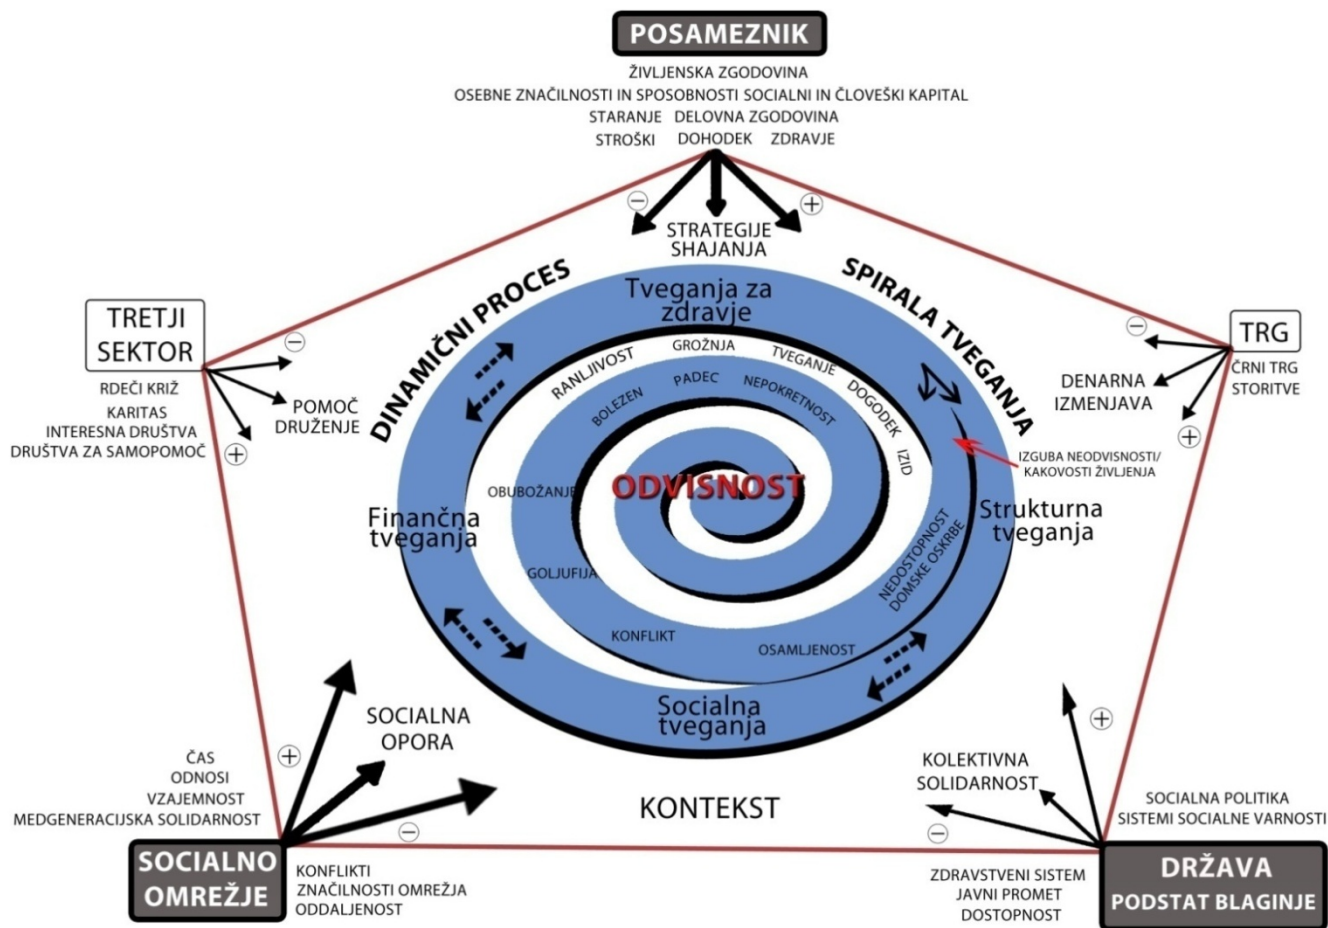 POSAMEZNIK
ŽIVLJENSKA ZGODOVINA
OSEBNE ZNAČILNOSTI IN SPOSOBNOSTI SOCIALNI IN ČLOVEŠKI KAPITAL
STARANJE DELOVNA ZGODOVINA
STROŠKI DOHODEK ZDRAVJE
STRATEGIJE
SHAJANJA
DINAMIČNI PROCES
SPIRALA TVEGANJA
TRETJI
SEKTOR
RDEČI KRIŽ
KARITAS
INTERESNA DRUŠTVA
DRUŠTVA ZA SAMOPOMOČ
POMOČ
DRUŽENJE
TRG
ČRNI TRG
STORITVE
DENARNA
IZMENJAVA
Tveganja za
zdravje
RANLJIVOST
GROŽNJA
TVEGANJE
DOGODEK
IZID
BOLEZEN
PADEC
NEPOKRETNOST
IZGUBA NEODVISNOSTI/
KAKOVOSTI ŽIVLJENJA
ODVISNOST
OBUBOŽANJE
Finančna
tveganja
Strukturna
tveganja
GOLJUFIJA
NEDOSTOPNOST
DOMSKE OSKRBE
KONFLIKT
OSAMLJENOST
Socialna
tveganja
SOCIALNA
OPORA
KOLEKTIVNA
SOLIDARNOST
KONTEKST
ČAS
ODNOSI
VZAJEMNOST
MEDGENERACIJSKA SOLIDARNOST
SOCIALNO
OMREŽJE
KONFLIKTI
ZNAČILNOSTI OMREŽJA
ODDALJENOST
SOCIALNA POLITIKA
SISTEMI SOCIALNE VARNOSTI
ZDRAVSTVENI SISTEM
JAVNI PROMET
DOSTOPNOST
DRŽAVA
PODSTAT BLAGINJE